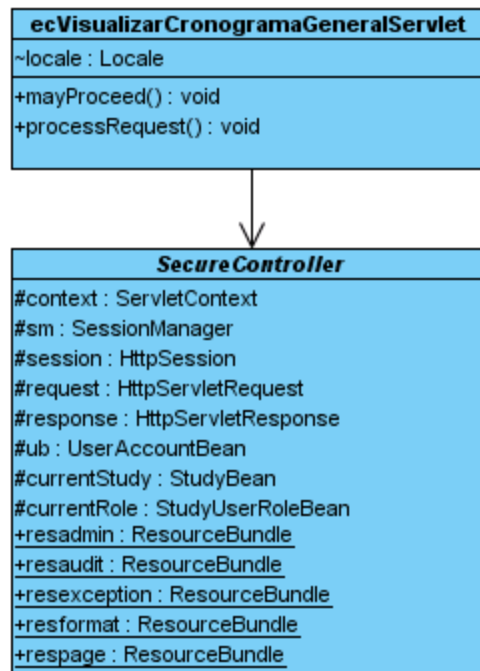 ecVisualizarCronogramaGeneralServlet
~locale : Locale
+mayProceed() : void
+processRequest() : void
SecureController
#context : ServletContext
#sm : SessionManager
#session : HttpSession
#request : HttpServletRequest
#response : HttpServletResponse
#ub : UserAccountBean
#currentStudy : StudyBean
#currentRole : StudyUserRoleBean
+resadmin : ResourceBundle
+resaudit : ResourceBundle
+resexception : ResourceBundle
+resformat : ResourceBundle
+respage : ResourceBundle